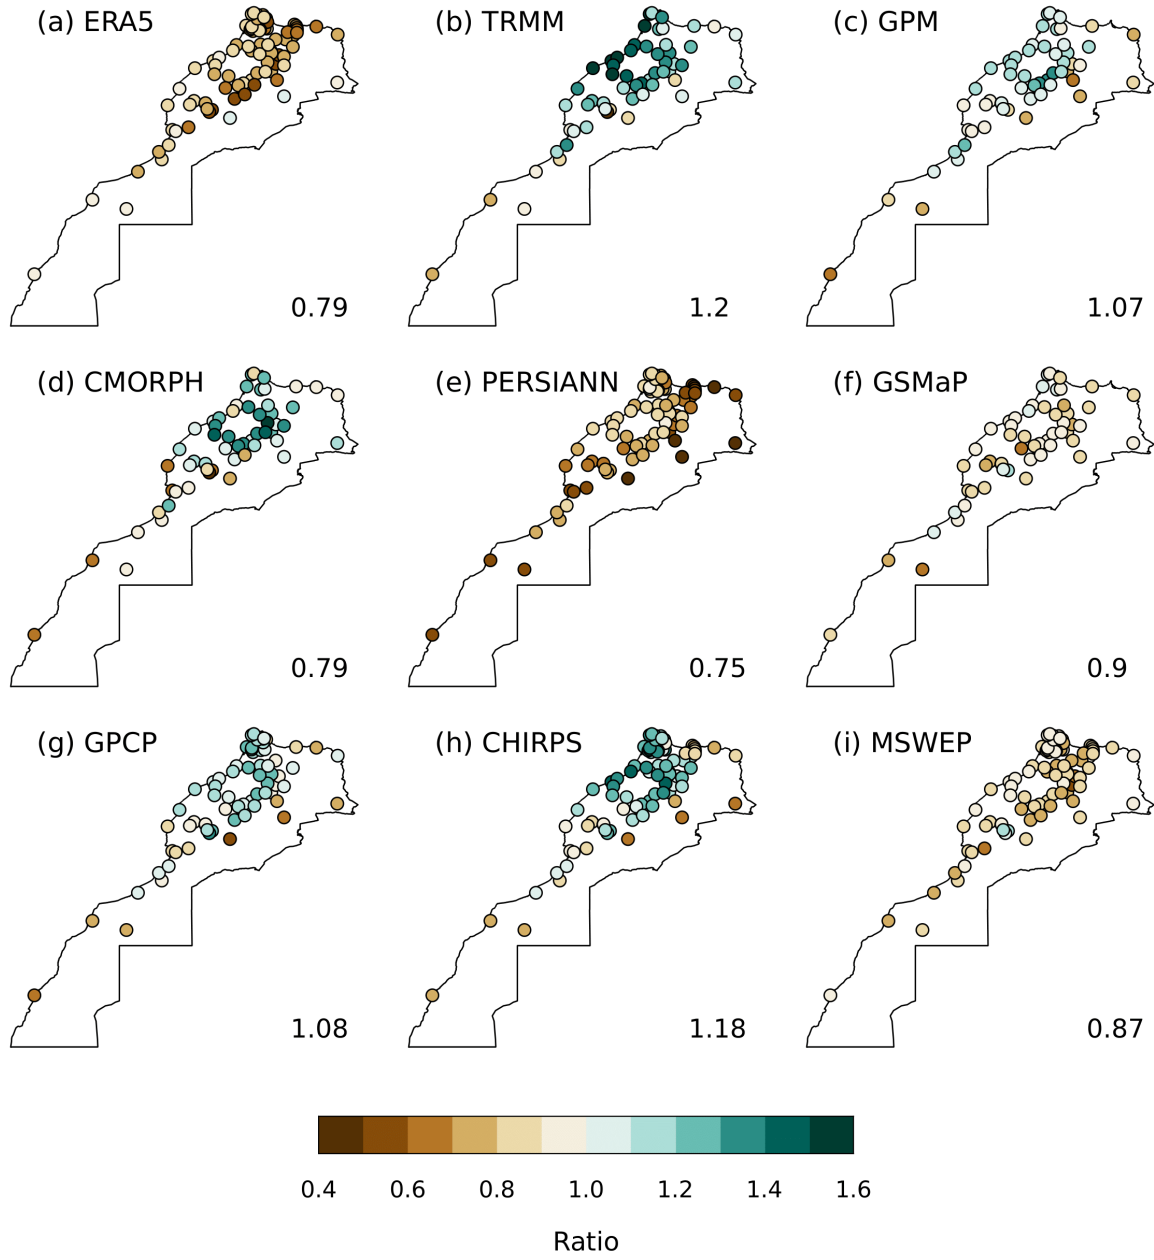 (a) ERA5
(b) TRMM
(c) GPM
0.79
1.2
1.07
(d) CMORPH
(e) PERSIANN
(f) GSMaP
0.79
0.75
0.9
(g) GPCP
(h) CHIRPS
(i) MSWEP
1.08
1.18
0.87
0.4 0.6 0.8 1.0 1.2 1.4 1.6
Ratio